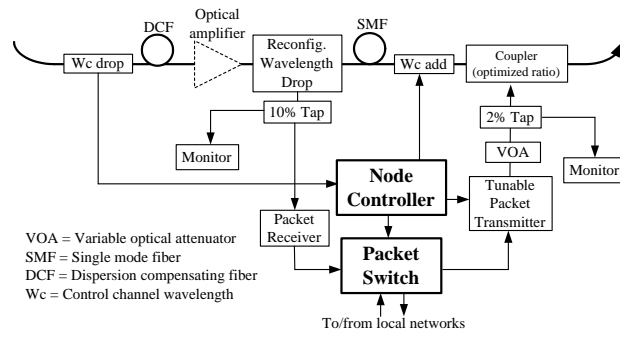 DCF
Optical
amplifier
SMF
Wc drop
Reconfig.
Wavelength
Drop
Wc add
Coupler
(optimized ratio)
10% Tap
2% Tap
Monitor
VOA
Monitor
Node
Controller
Tunable
Packet
Transmitter
Packet
Receiver
Packet
Switch
VOA = Variable optical attenuator
SMF = Single mode fiber
DCF = Dispersion compensating fiber
Wc = Control channel wavelength
To/from local networks